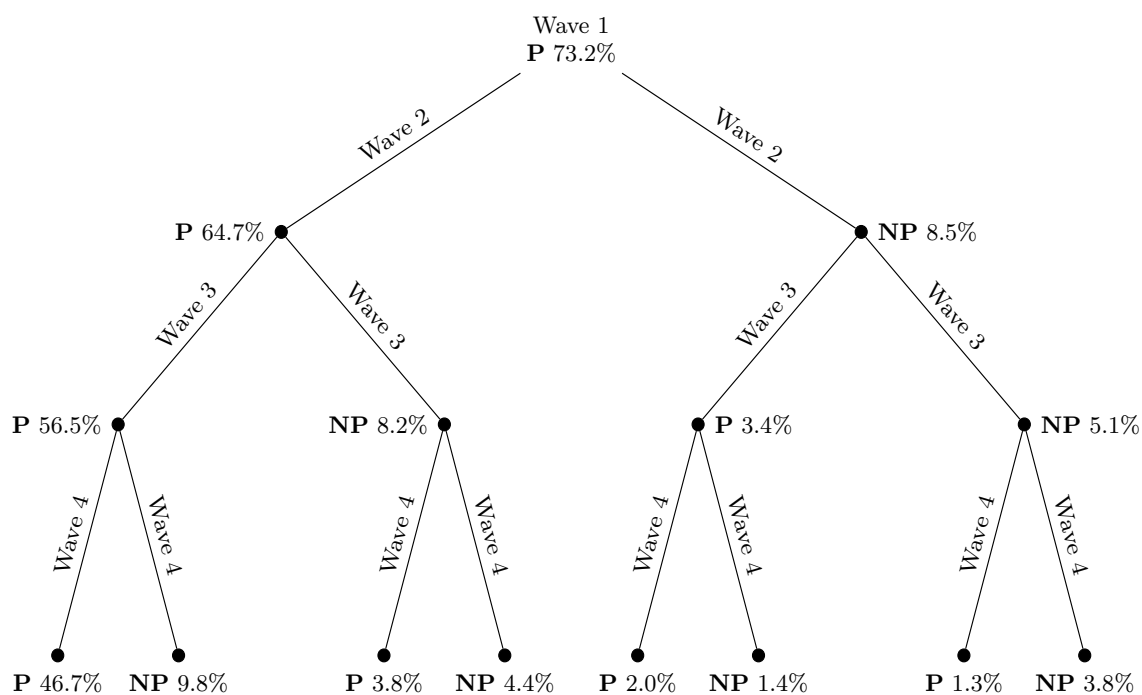 Wave 1
P 73.2%
Wave 2
Wave 2
P 64.7%
NP 8.5%
Wave 3
Wave 3
Wave 3
Wave 3
P 56.5%
NP 8.2%
P 3.4%
NP 5.1%
Wave 4
Wave 4
Wave 4
Wave 4
Wave 4
Wave 4
Wave 4
Wave 4
P 46.7%
NP 9.8%
P 3.8%
NP 4.4%
P 2.0%
NP 1.4%
P 1.3%
NP 3.8%